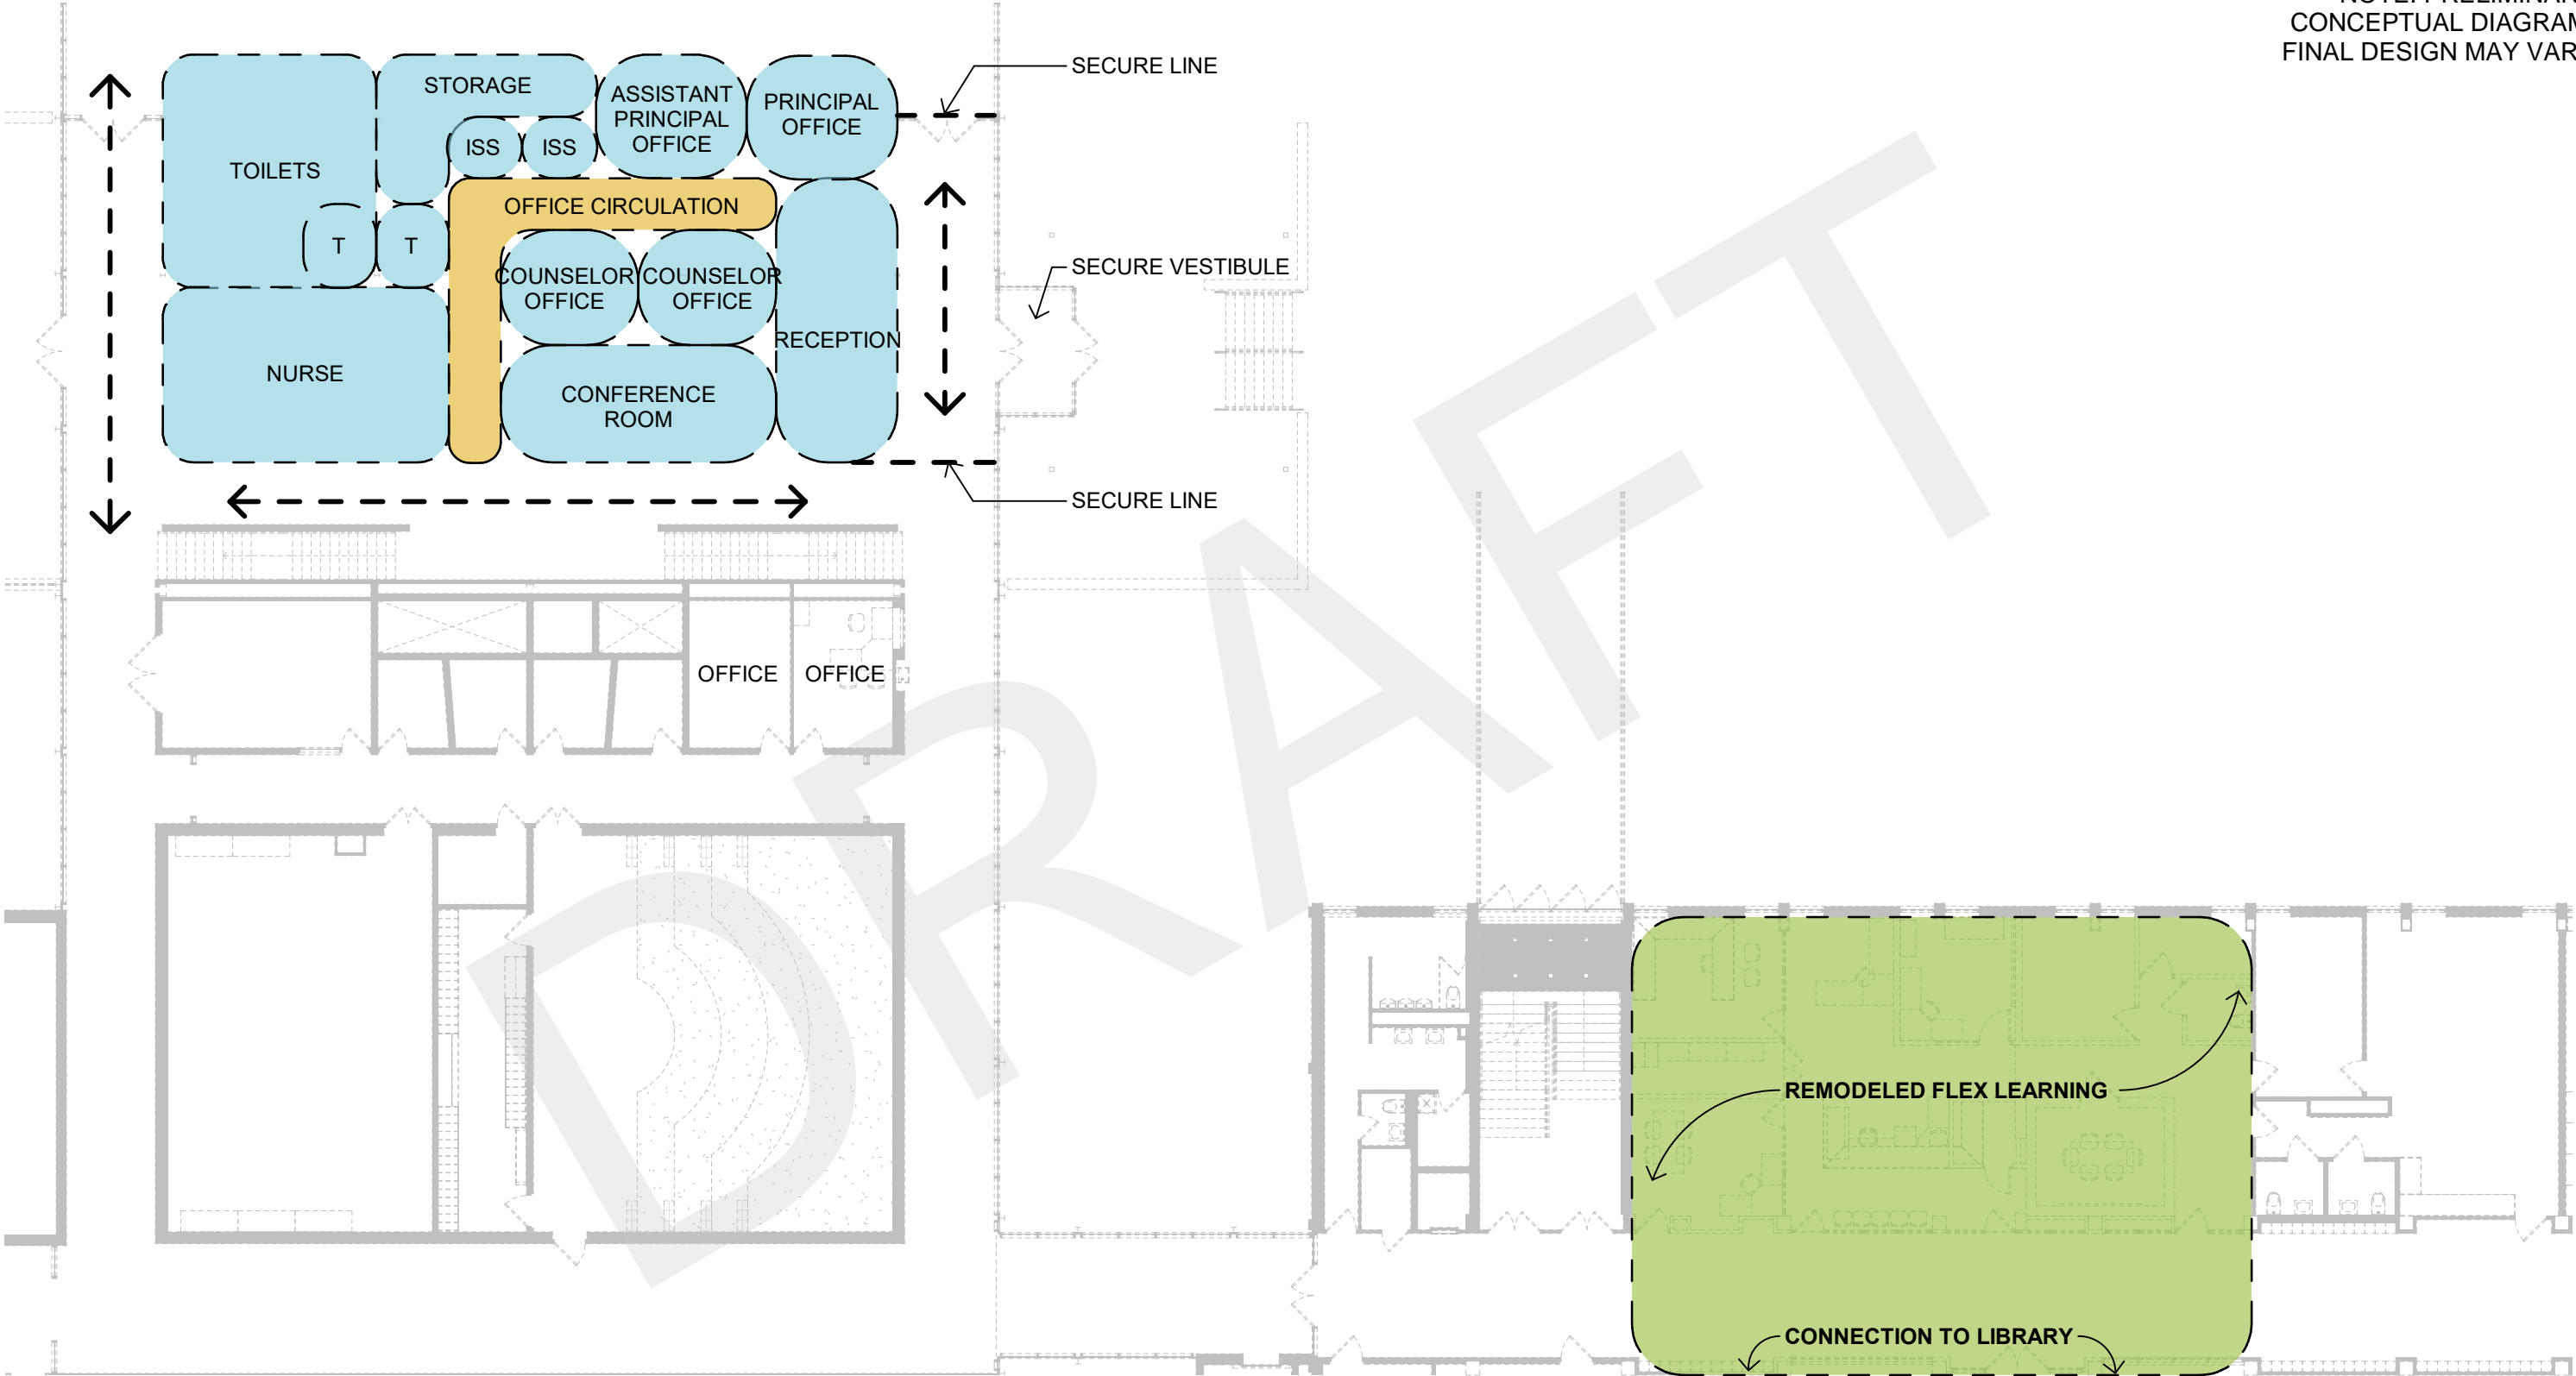 CONCEPTUAL DIAGRAM
FINAL DESIGN MAY VAR
SECURE LINE
STORAGE
ASSISTANT
PRINCIPAL
OFFICE
PRINCIPAL
OFFICE
ISS
ISS
TOILETS
OFFICE CIRCULATION
T
T
COUNSELOR
OFFICE
COUNSELOR
OFFICE
SECURE VESTIBULE
RECEPTION
NURSE
CONFERENCE
ROOM
SECURE LINE
OFFICE
OFFICE
DRAFT
REMODELED FLEX LEARNING
CONNECTION TO LIBRARY